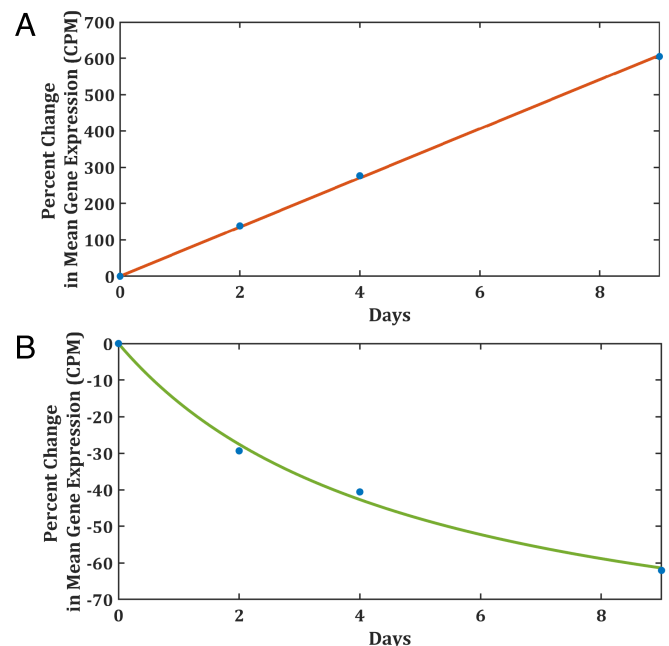 A
Percent Change
in Mean Gene Expression (CPM)
700
600
500
400
300
200
100
0
0 2 4 6 8
Days
B
Percent Change
in Mean Gene Expression (CPM)
0
-10
-20
-30
-40
-50
-60
-70
0 2 4 6 8
Days